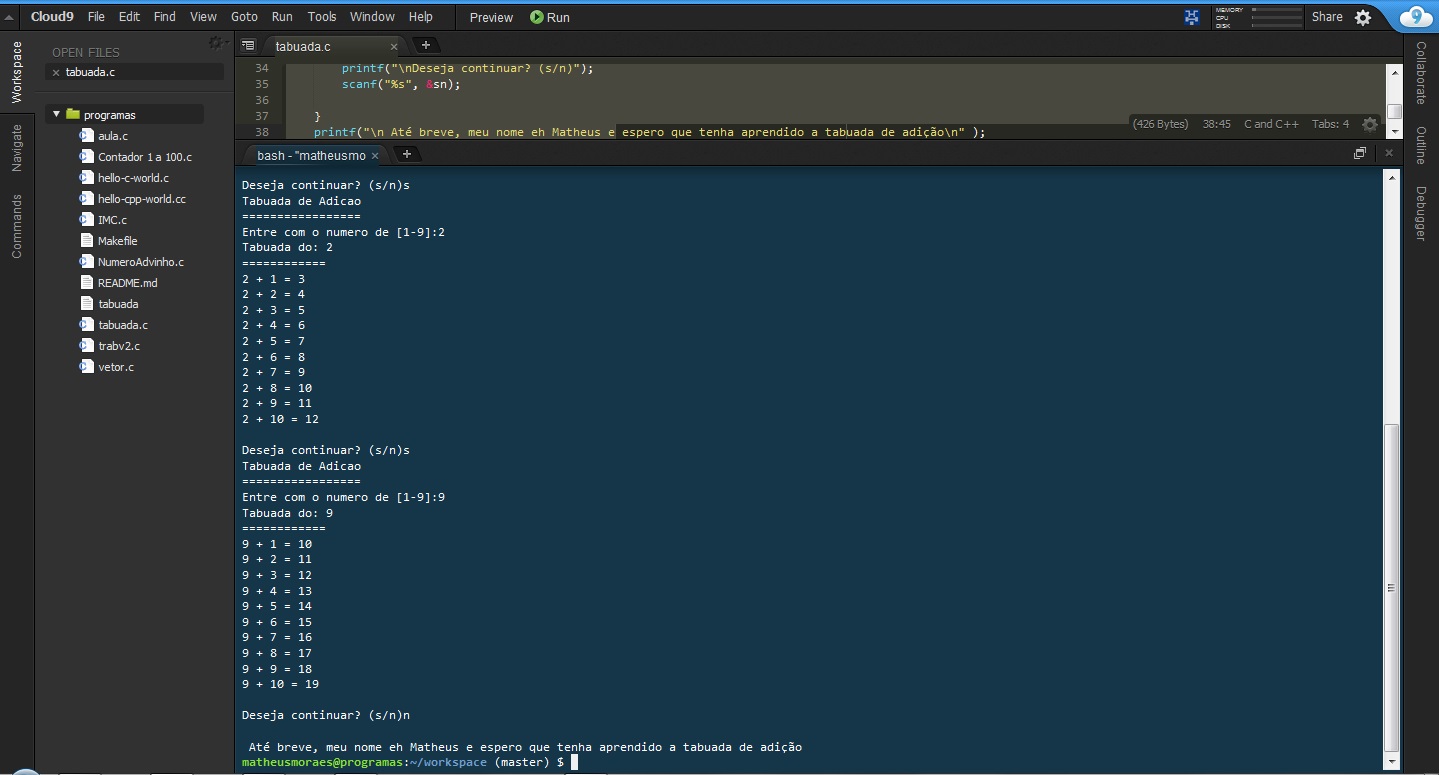 Cloud9 File Edit Find View Goto Run Tools Window Help Preview Run
MEMORY
CPU
DISK
Share
9
Workspace
Navigate
Commands
OPEN FILES
tabuada.c
programas
aula.c
Contador 1 a 100.c
hello-c-world.c
hello-cpp-world.cc
IMC.c
Makefile
NumeroAdvinho.c
README.md
tabuada
tabuada.c
trabv2.c
vetor.c
tabuada.c
34 printf("\nDeseja continuar? (s/n)");
35 scanf("%s", &sn);
36
37 }
38 printf("\n Até breve, meu nome eh Matheus e espero que tenha aprendido a tabuada de adição\n" );
(426 Bytes) 38:45 C and C++ Tabs: 4
bash - "matheusmo
Deseja continuar? (s/n)s
Tabuada de Adicao
=================
Entre com o numero de [1-9]:2
Tabuada do: 2
============
2 + 1 = 3
2 + 2 = 4
2 + 3 = 5
2 + 4 = 6
2 + 5 = 7
2 + 6 = 8
2 + 7 = 9
2 + 8 = 10
2 + 9 = 11
2 + 10 = 12
Deseja continuar? (s/n)s
Tabuada de Adicao
=================
Entre com o numero de [1-9]:9
Tabuada do: 9
============
9 + 1 = 10
9 + 2 = 11
9 + 3 = 12
9 + 4 = 13
9 + 5 = 14
9 + 6 = 15
9 + 7 = 16
9 + 8 = 17
9 + 9 = 18
9 + 10 = 19
Deseja continuar? (s/n)n
Até breve, meu nome eh Matheus e espero que tenha aprendido a tabuada de adição
matheusmoraes@programas:~/workspace (master) $
Collaborate
Outline
Debugger